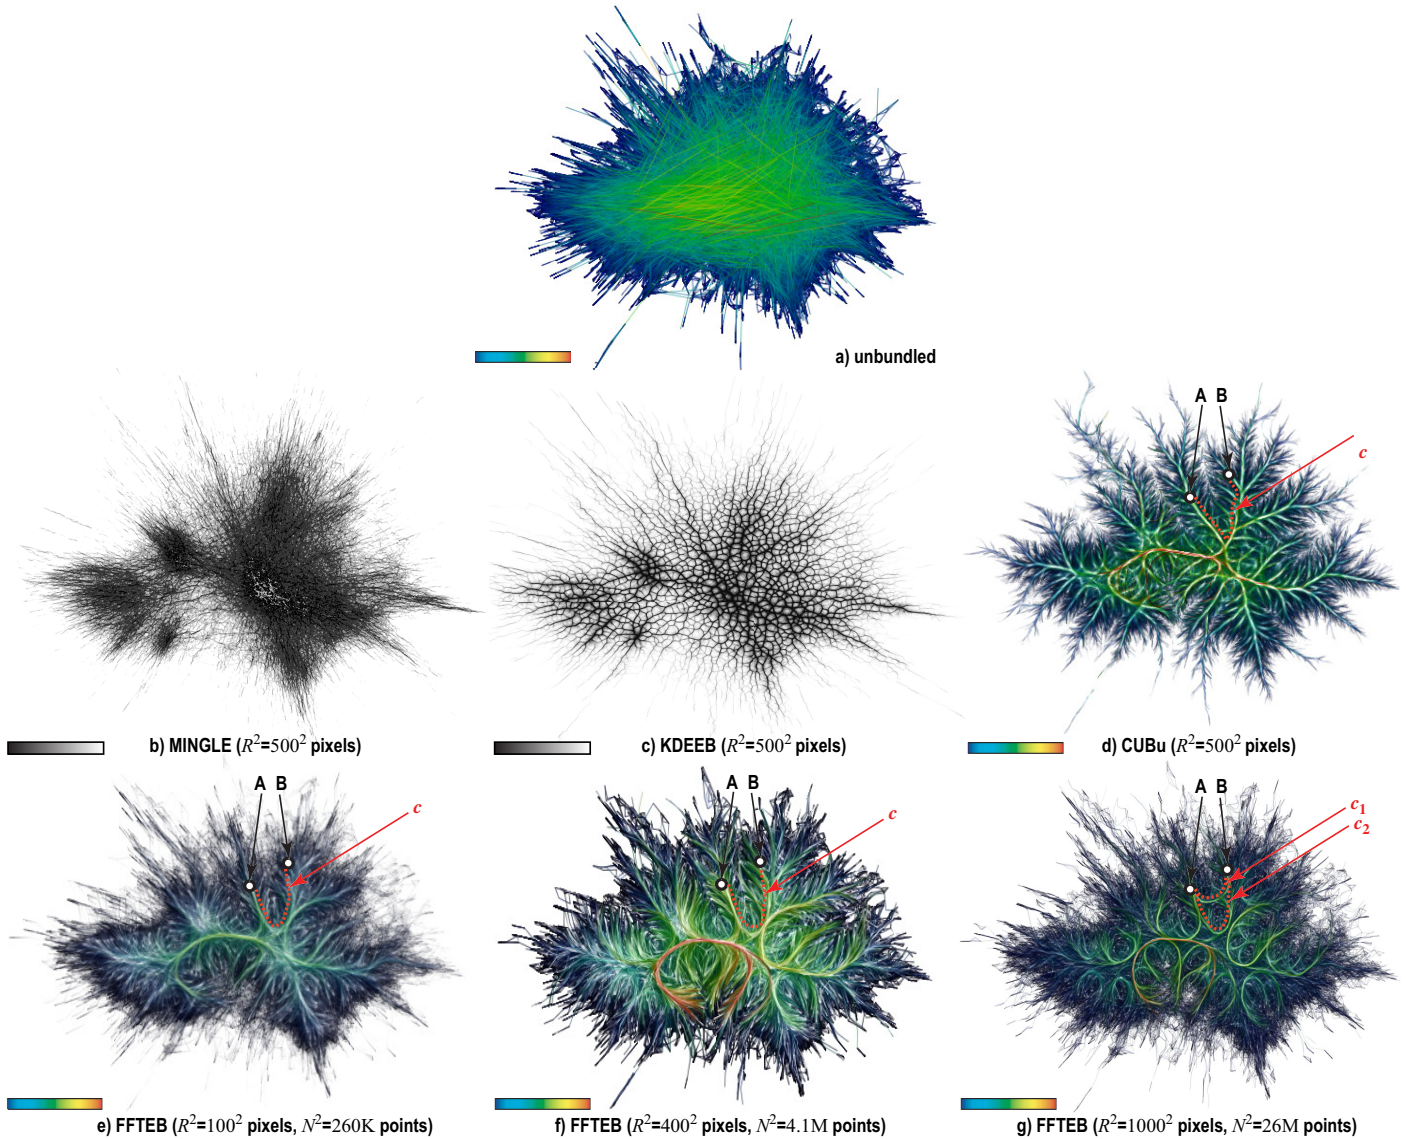 a) unbundled
A B
c
b) MINGLE (R²=500² pixels)
c) KDEEB (R²=500² pixels)
d) CUBu (R²=500² pixels)
A B
c
A B
c
A B
c₁
c₂
e) FFTEB (R²=100² pixels, N²=260K points)
f) FFTEB (R²=400² pixels, N²=4.1M points)
g) FFTEB (R²=1000² pixels, N²=26M points)